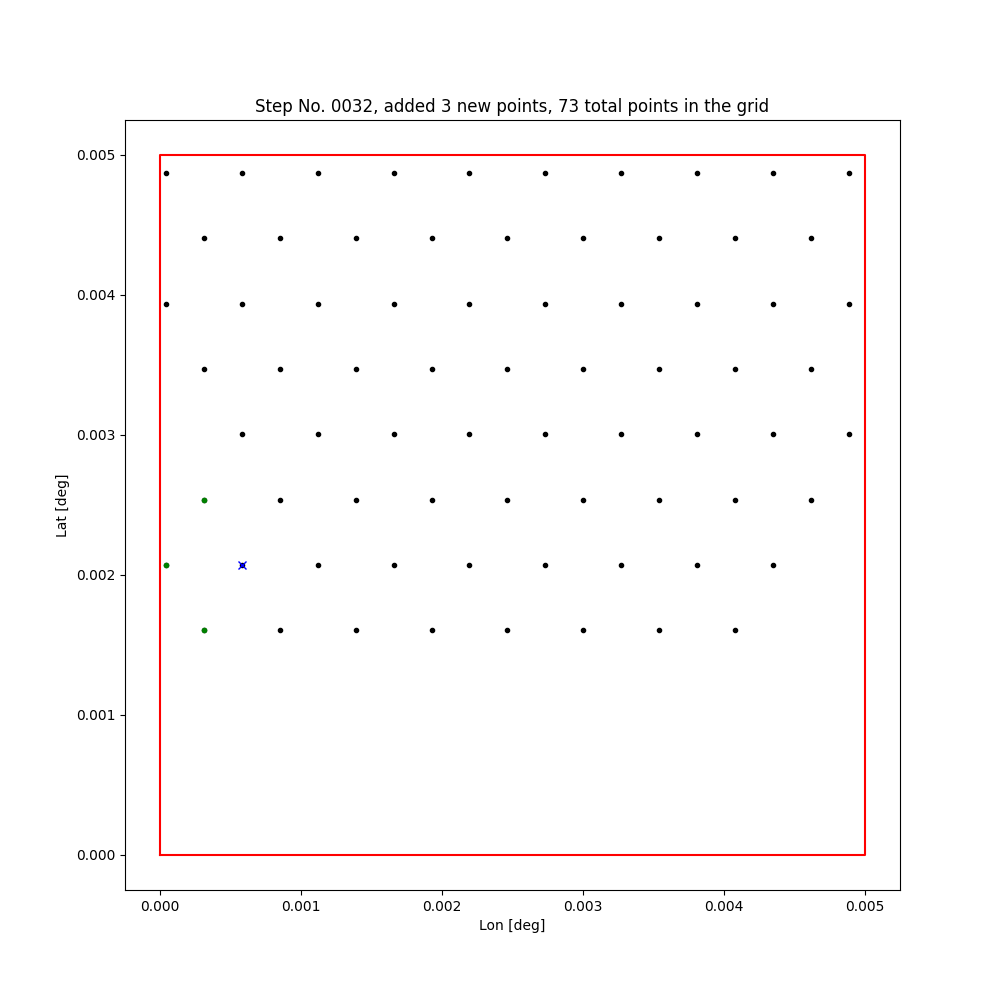 Step No. 0032, added 3 new points, 73 total points in the grid
0.005
0.004
0.003
0.002
0.001
0.000
Lat [deg]
0.000 0.001 0.002 0.003 0.004 0.005
Lon [deg]